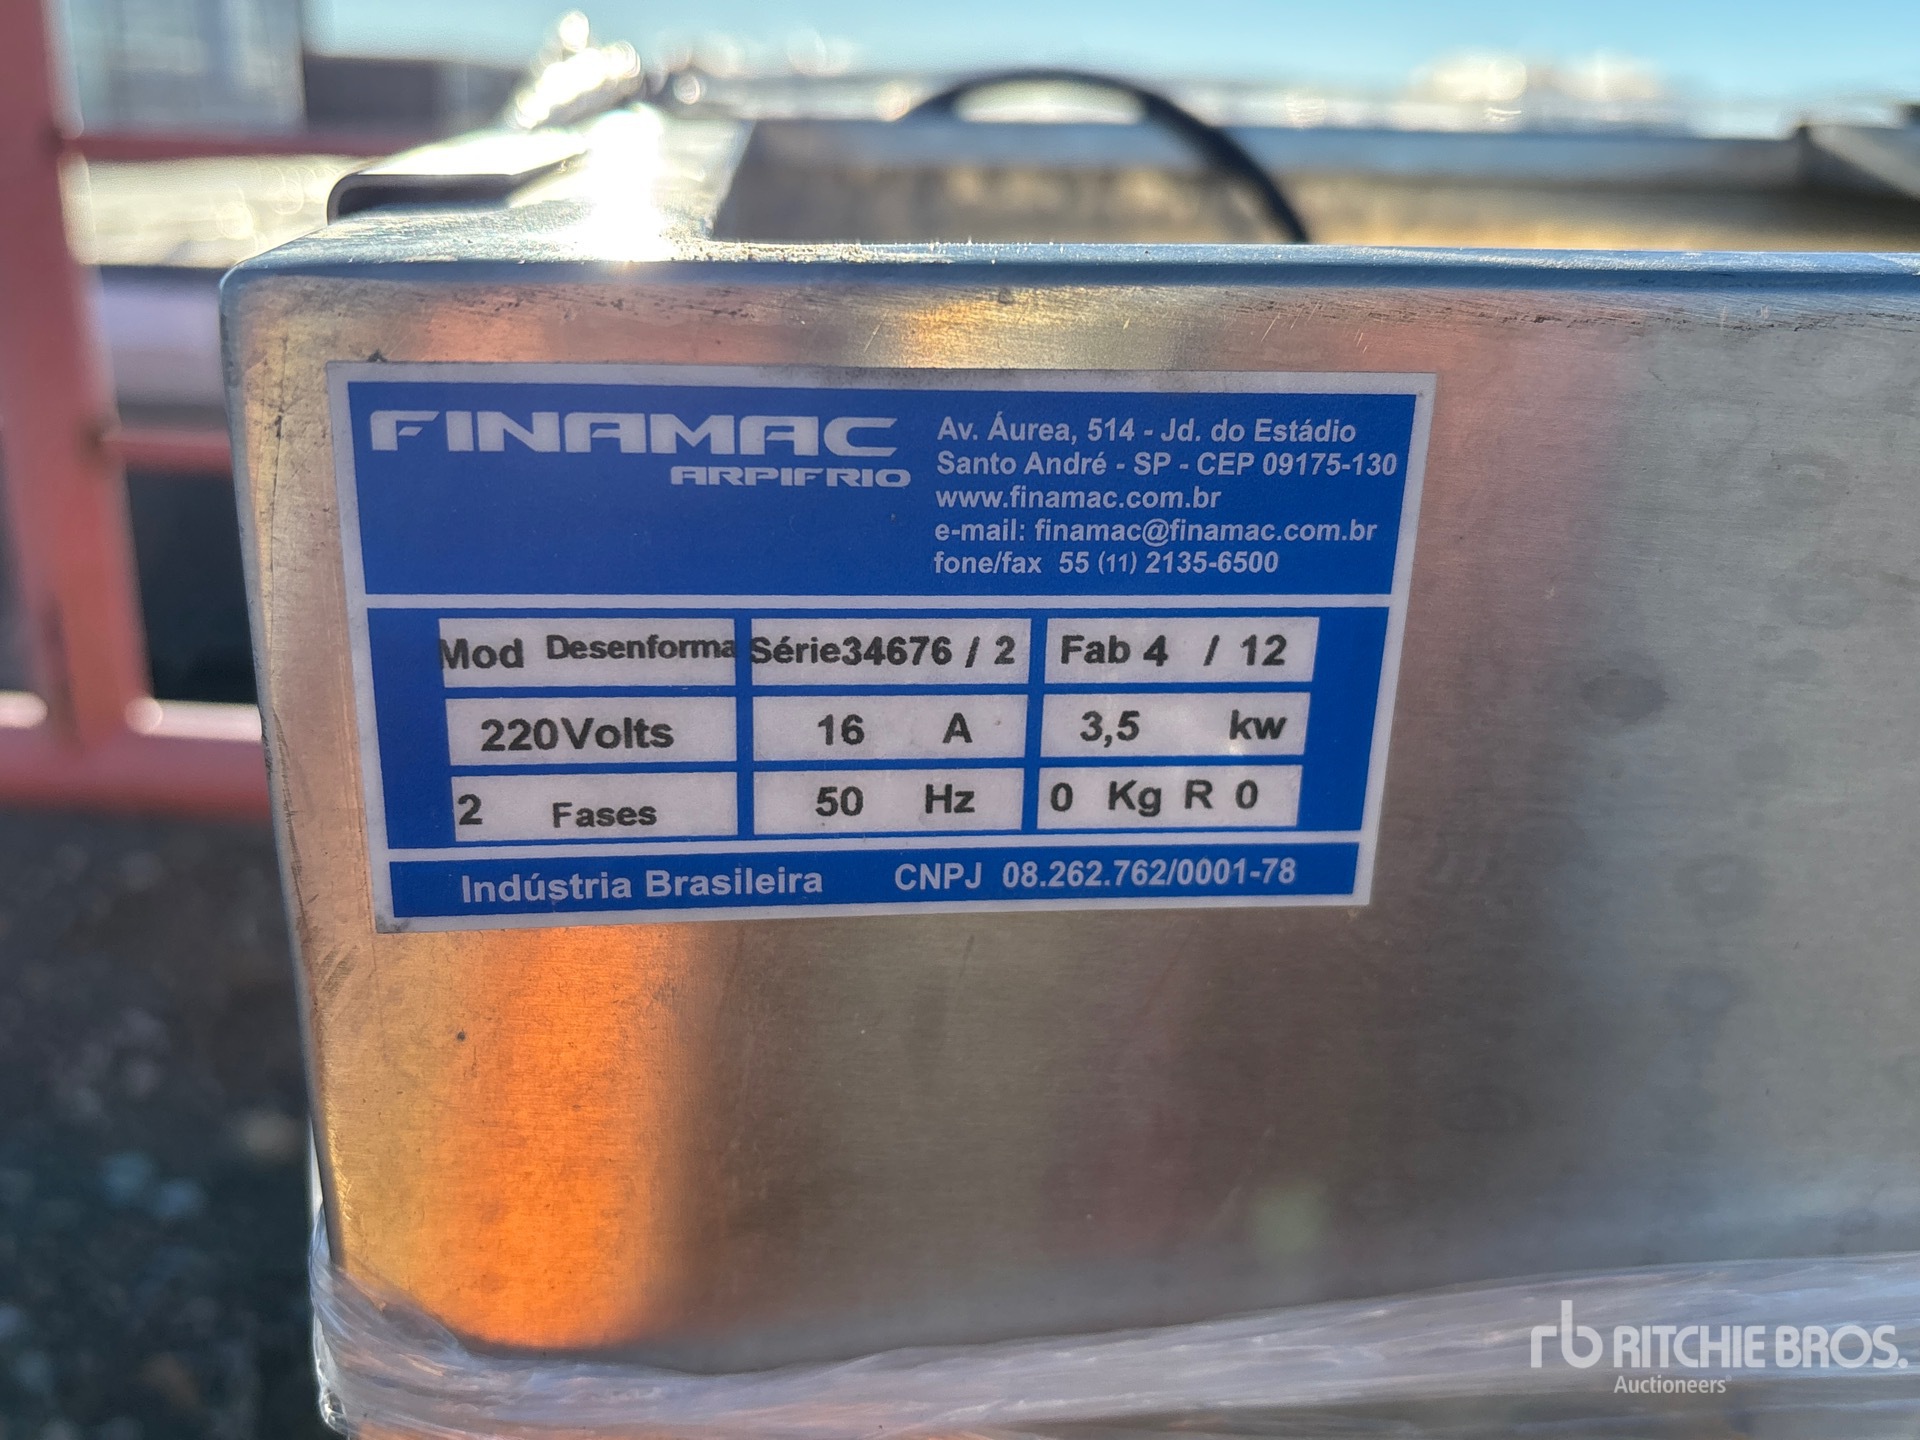 FINAMAC
ARPIFRIO
Av. Áurea, 514 - Jd. do Estádio
Santo André - SP - CEP 09175-130
www.finamac.com.br
e-mail: finamac@finamac.com.br
fone/fax 55 (11) 2135-6500
Mod Desenforma Série34676 / 2 Fab 4 / 12
220Volts 16 A 3,5 kw
2 Fases 50 Hz 0 Kg R 0
Indústria Brasileira CNPJ 08.262.762/0001-78
rb RITCHIE BROS.
Auctioneers